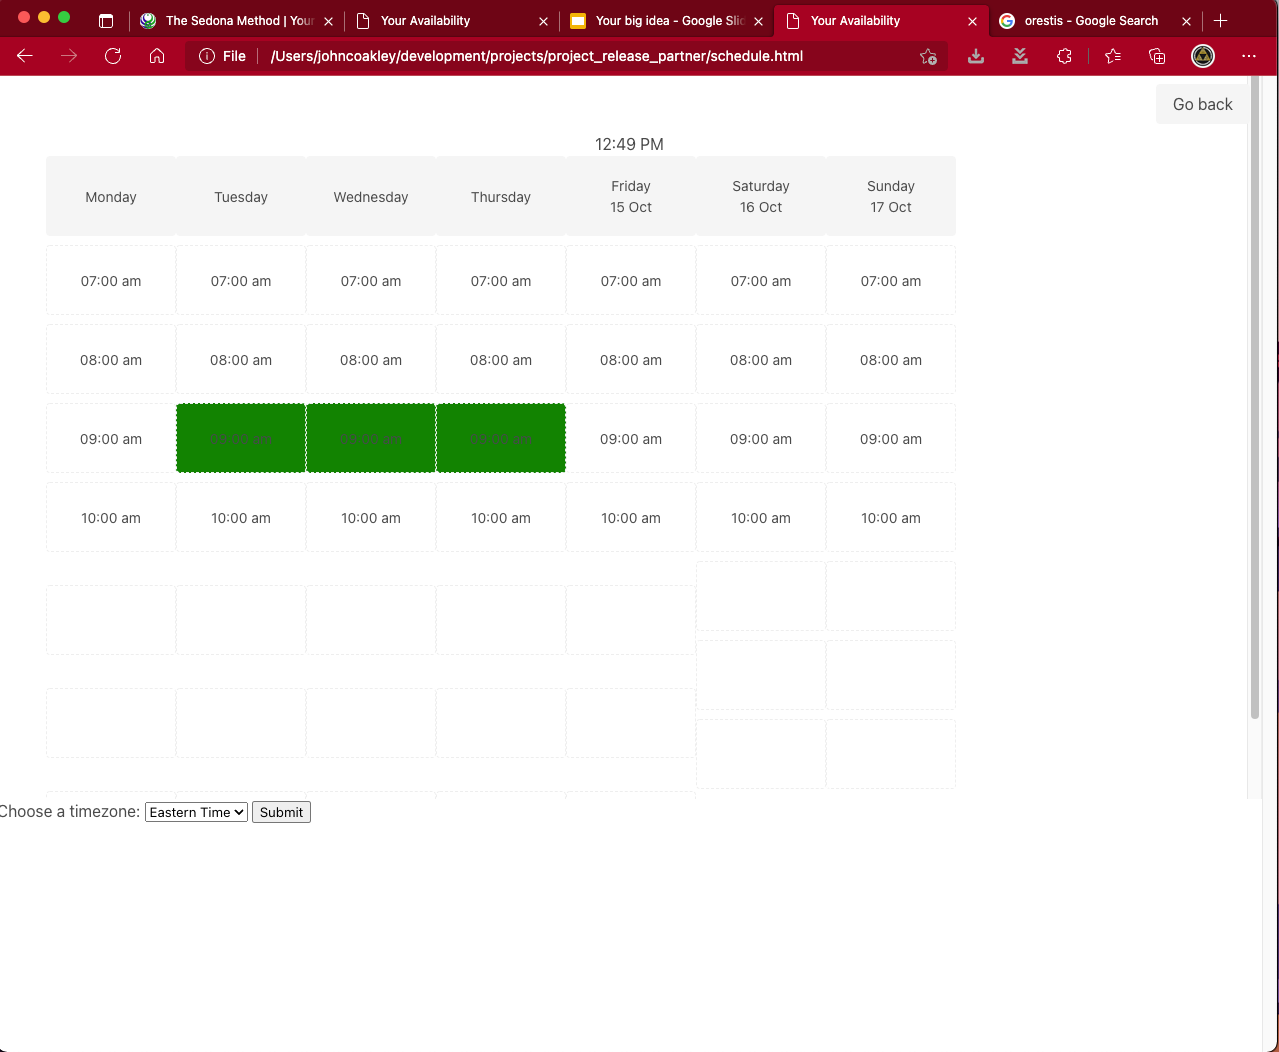 The Sedona Method | Your
Your Availability
Your big idea - Google Slid
Your Availability
orestis - Google Search
File
/Users/johncoakley/development/projects/project_release_partner/schedule.html
Go back
12:49 PM
Monday
Tuesday
Wednesday
Thursday
Friday
15 Oct
Saturday
16 Oct
Sunday
17 Oct
07:00 am 07:00 am 07:00 am 07:00 am 07:00 am 07:00 am 07:00 am
08:00 am 08:00 am 08:00 am 08:00 am 08:00 am 08:00 am 08:00 am
09:00 am 09:00 am 09:00 am 09:00 am 09:00 am 09:00 am 09:00 am
10:00 am 10:00 am 10:00 am 10:00 am 10:00 am 10:00 am 10:00 am
Choose a timezone: Eastern Time Submit